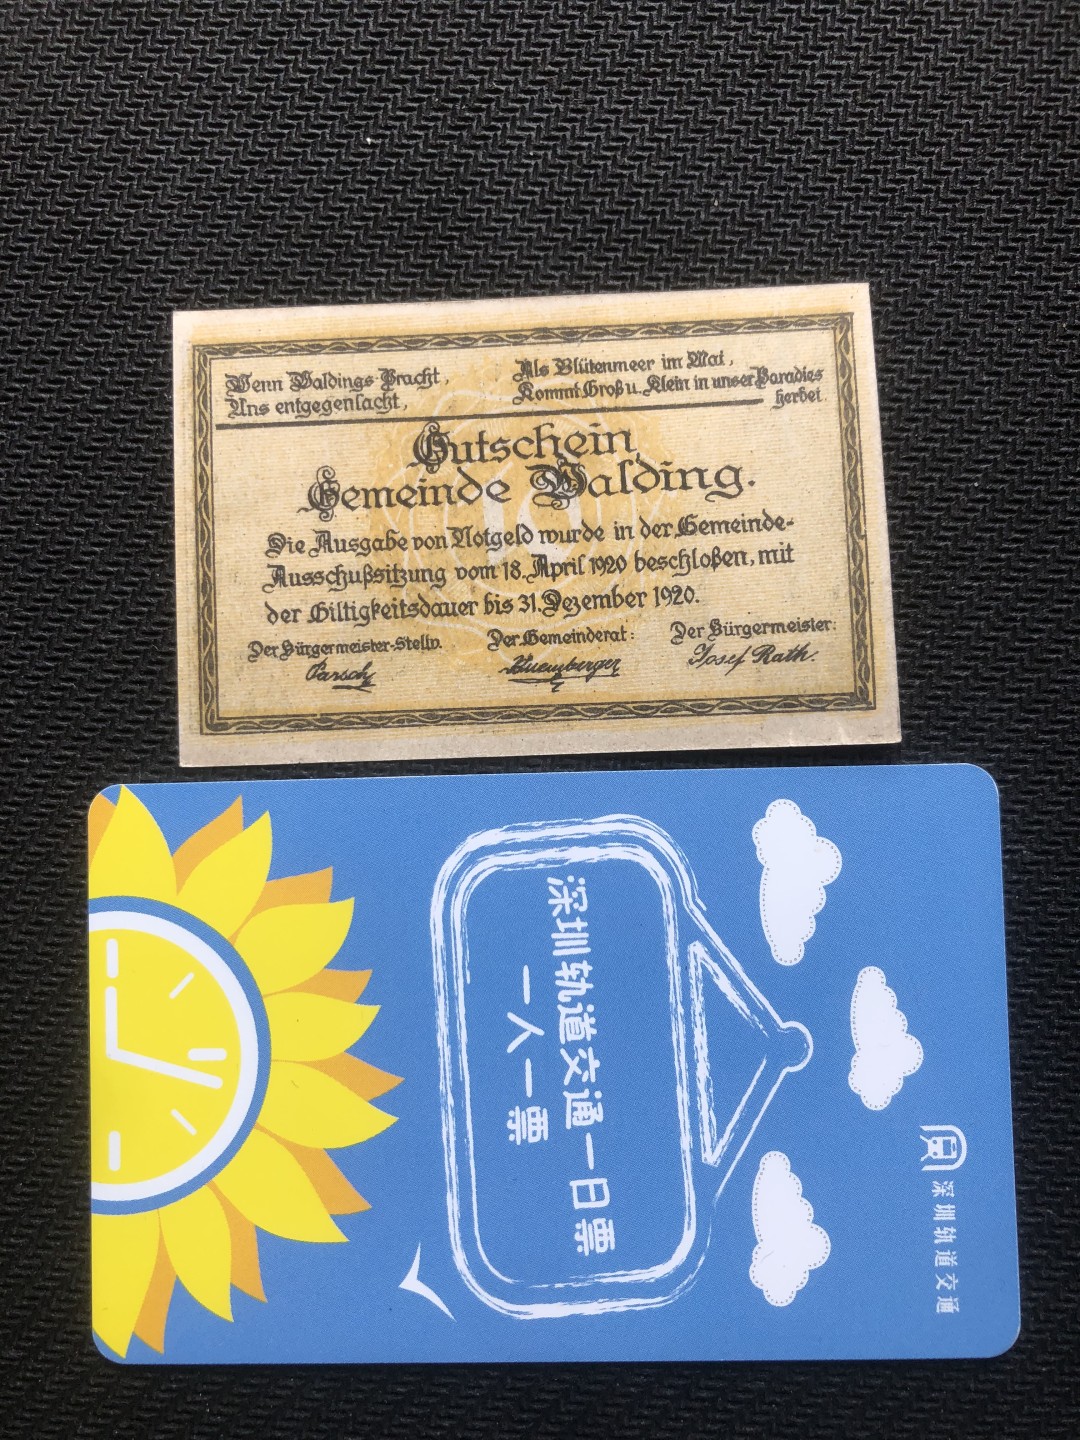 Wenn Waldings Pracht,
Uns entgegenlacht,
Als Blütenmeer im Mai,
Kommt Groß u. Klein in unser Paradies
herbei.
Gutschein
Gemeinde Walding.
10
Die Ausgabe von Notgeld wurde in der Gemeinde-
Ausschußsitzung vom 18. April 1920 beschloßen, mit
der Giltigkeitsdauer bis 31. Dezember 1920.
Der Bürgermeister-Stellv.
Der Gemeinderat:
Der Bürgermeister:
Josef Rath.
深圳轨道交通一日票
一人一票
深圳轨道交通